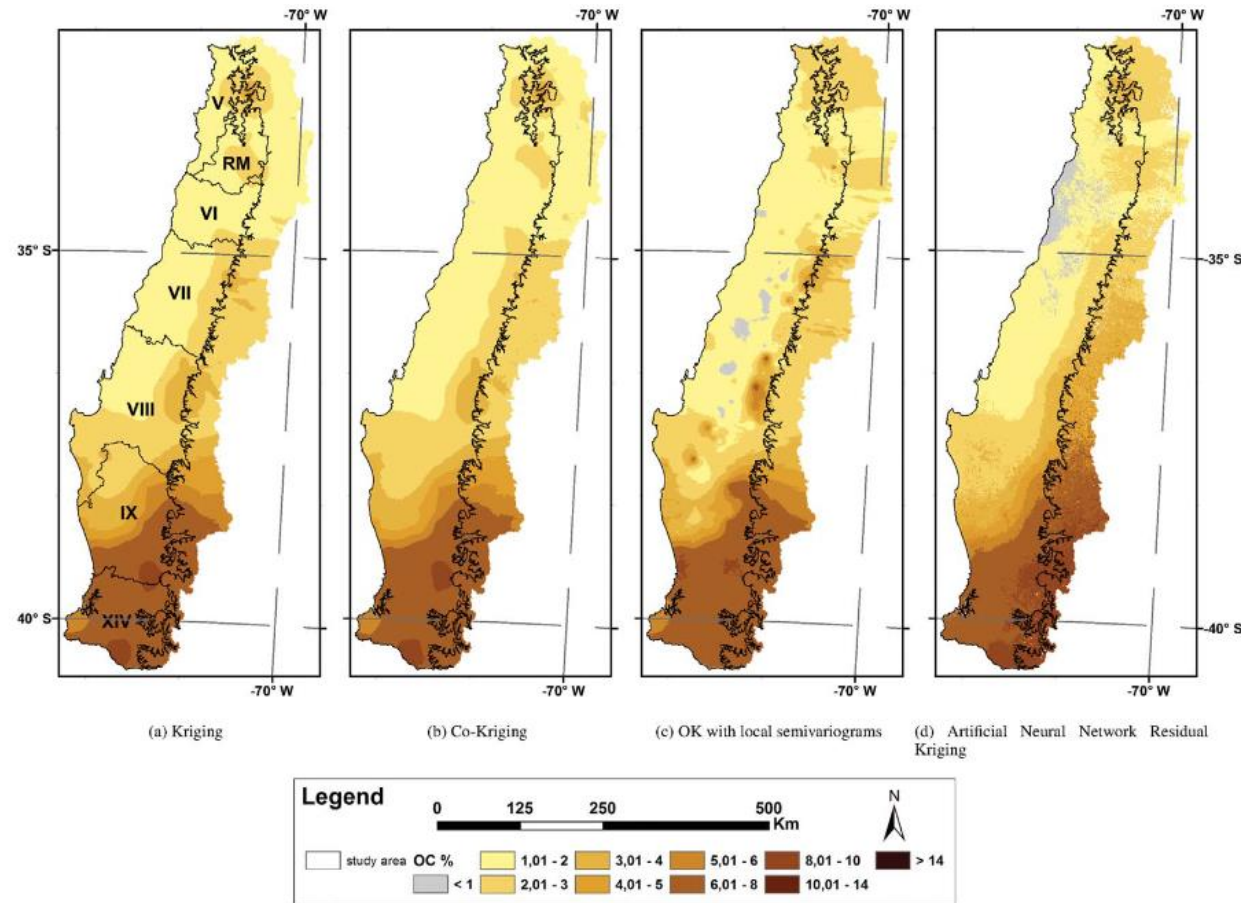 -70° W -70° W -70° W -70° W
V
RM
VI
35° S -35° S
VII
VIII
IX
XIV
40° S -40° S
-70° W -70° W -70° W -70° W
(a) Kriging (b) Co-Kriging (c) OK with local semivariograms (d) Artificial Neural Network Residual
Kriging
Legend
0 125 250 500
Km
N
study area OC % 1,01 - 2 3,01 - 4 5,01 - 6 8,01 - 10 > 14
< 1 2,01 - 3 4,01 - 5 6,01 - 8 10,01 - 14